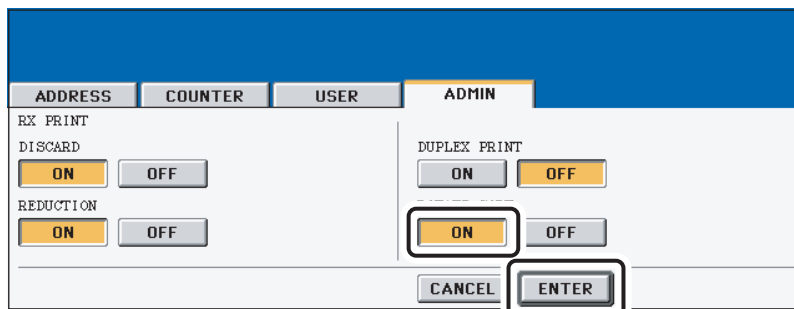 ADDRESS COUNTER USER ADMIN
RX PRINT
DISCARD
ON OFF
REDUCTION
ON OFF
DUPLEX PRINT
ON OFF
ON OFF
CANCEL ENTER